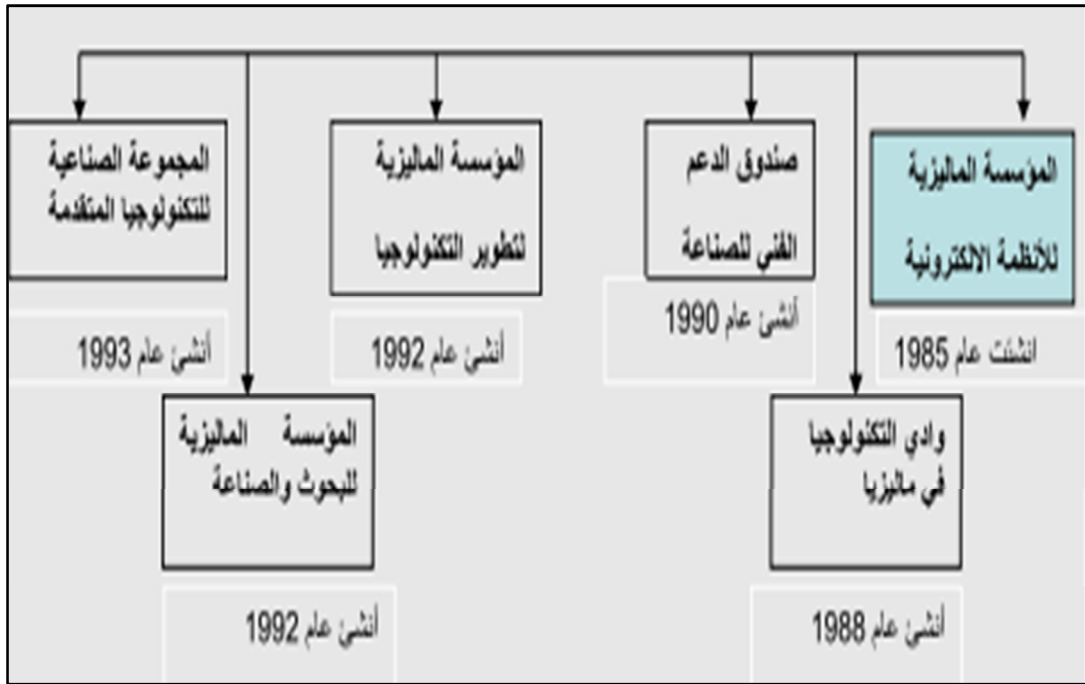 المؤسسة الماليزية
للأنظمة الالكترونية
انشئت عام 1985
وادي التكنولوجيا
في ماليزيا
أنشئ عام 1988
صندوق الدعم
الفني للصناعة
أنشئ عام 1990
المؤسسة الماليزية
لتطوير التكنولوجيا
أنشئ عام 1992
المؤسسة الماليزية
للبحوث والصناعة
أنشئ عام 1992
المجموعة الصناعية
للتكنولوجيا المتقدمة
أنشئ عام 1993